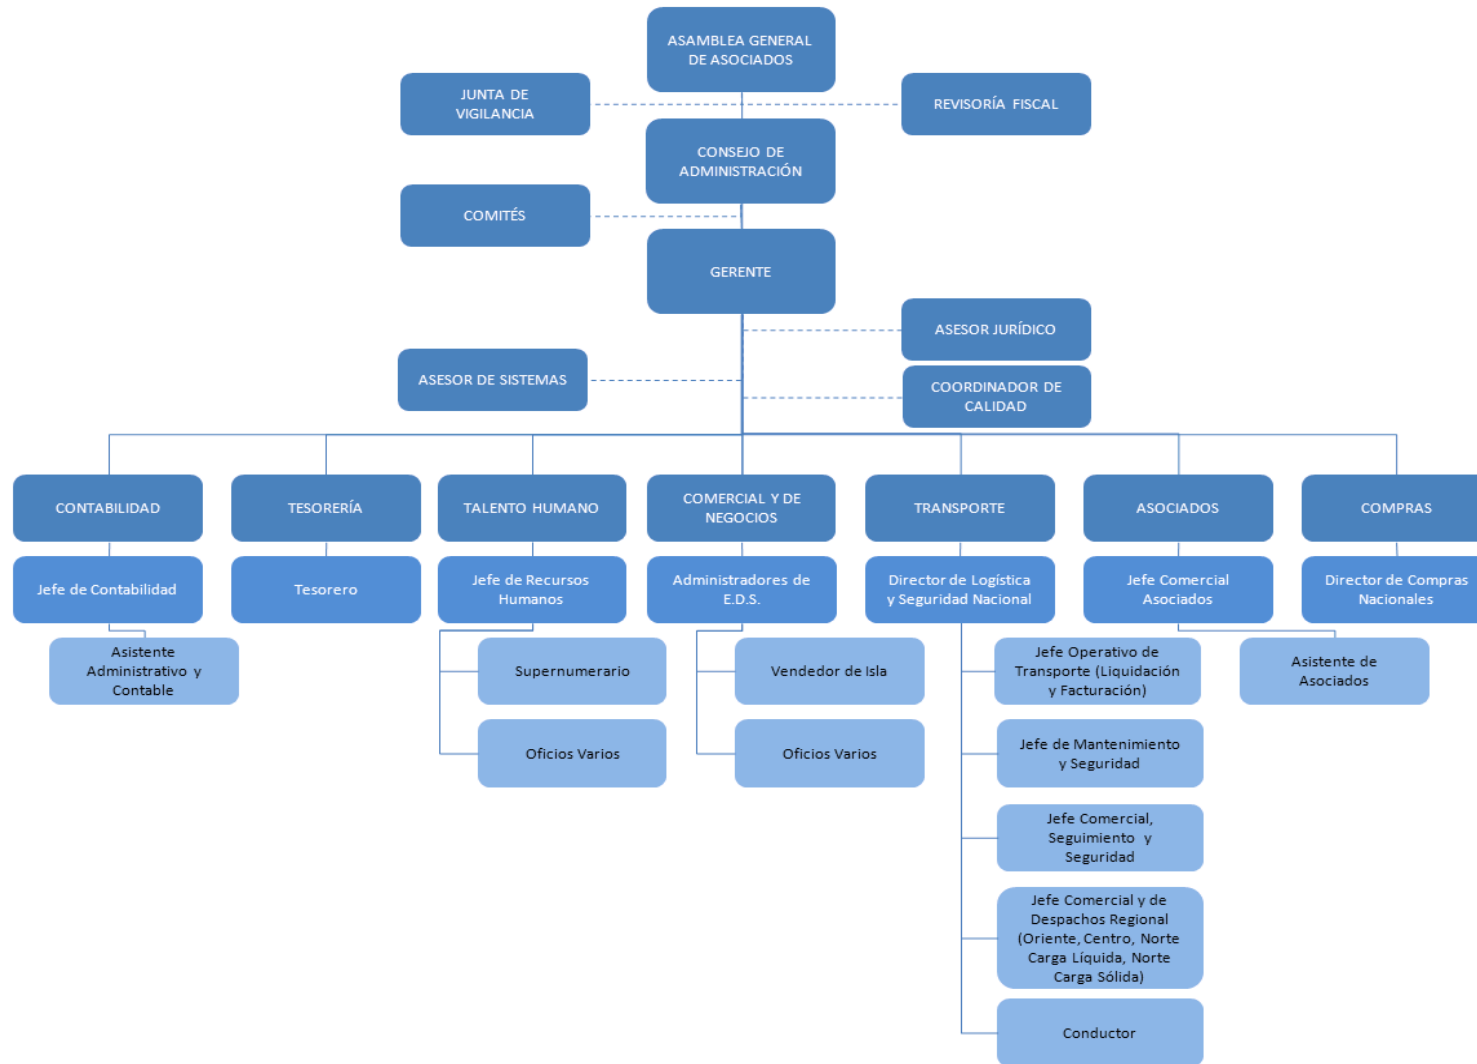 ASAMBLEA GENERAL
DE ASOCIADOS
JUNTA DE
VIGILANCIA
REVISORÍA FISCAL
CONSEJO DE
ADMINISTRACIÓN
COMITÉS
GERENTE
ASESOR JURÍDICO
ASESOR DE SISTEMAS
COORDINADOR DE
CALIDAD
CONTABILIDAD
TESORERÍA
TALENTO HUMANO
COMERCIAL Y DE
NEGOCIOS
TRANSPORTE
ASOCIADOS
COMPRAS
Jefe de Contabilidad
Tesorero
Jefe de Recursos
Humanos
Administradores de
E.D.S.
Director de Logística
y Seguridad Nacional
Jefe Comercial
Asociados
Director de Compras
Nacionales
Asistente
Administrativo y
Contable
Supernumerario
Vendedor de Isla
Jefe Operativo de
Transporte (Liquidación
y Facturación)
Asistente de
Asociados
Oficios Varios
Oficios Varios
Jefe de Mantenimiento
y Seguridad
Jefe Comercial,
Seguimiento y
Seguridad
Jefe Comercial y de
Despachos Regional
(Oriente, Centro, Norte
Carga Líquida, Norte
Carga Sólida)
Conductor